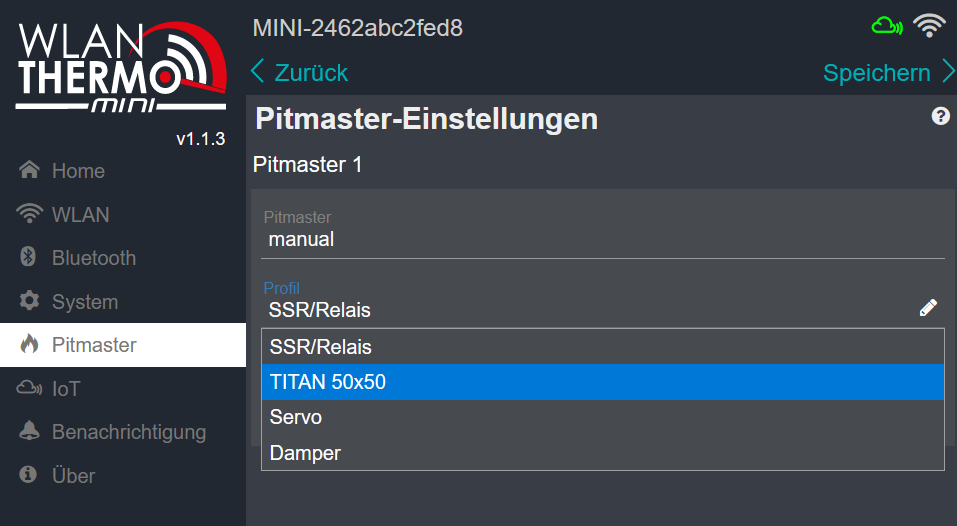 WLAN
THERMO
mini
v1.1.3
Home
WLAN
Bluetooth
System
Pitmaster
IoT
Benachrichtigung
Über
MINI-2462abc2fed8
Zurück
Speichern
Pitmaster-Einstellungen
Pitmaster 1
Pitmaster
manual
Profil
SSR/Relais
SSR/Relais
TITAN 50x50
Servo
Damper